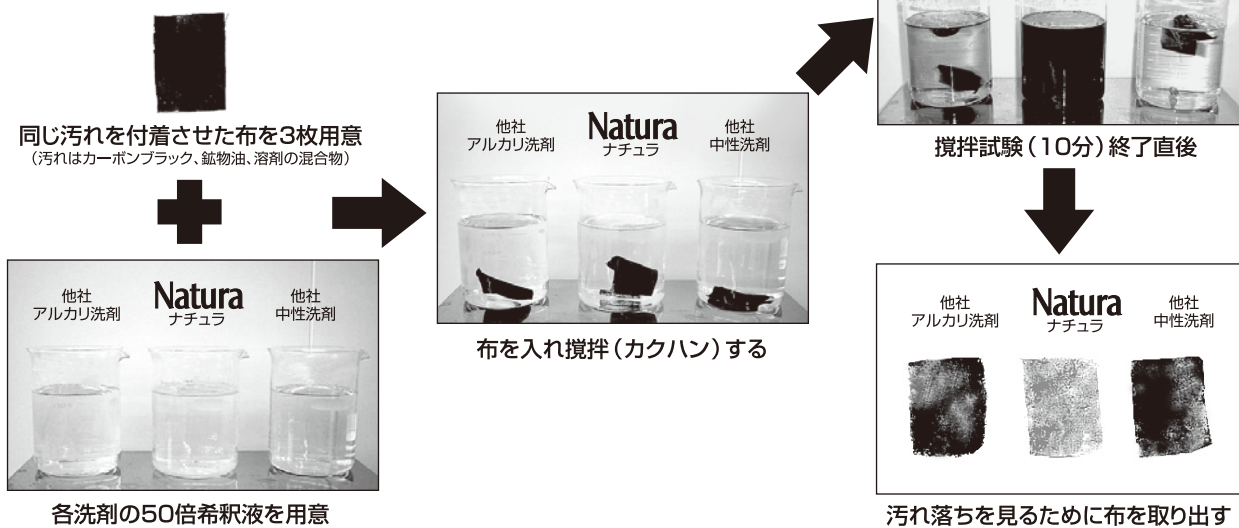 同じ汚れを付着させた布を3枚用意
（汚れはカーボンブラック、鉱物油、溶剤の混合物）
他社
アルカリ洗剤
Natura
ナチュラ
他社
中性洗剤
各洗剤の50倍希釈液を用意
他社
アルカリ洗剤
Natura
ナチュラ
他社
中性洗剤
布を入れ撹拌（カクハン）する
撹拌試験（10分）終了直後
他社
アルカリ洗剤
Natura
ナチュラ
他社
中性洗剤
汚れ落ちを見るために布を取り出す